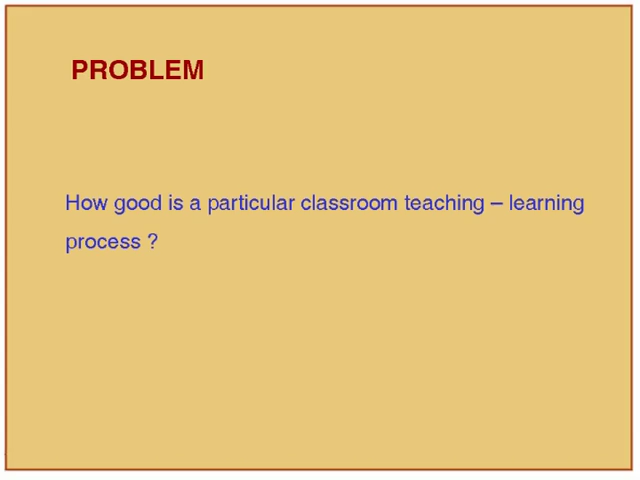 PROBLEM
How good is a particular classroom teaching – learning
process ?